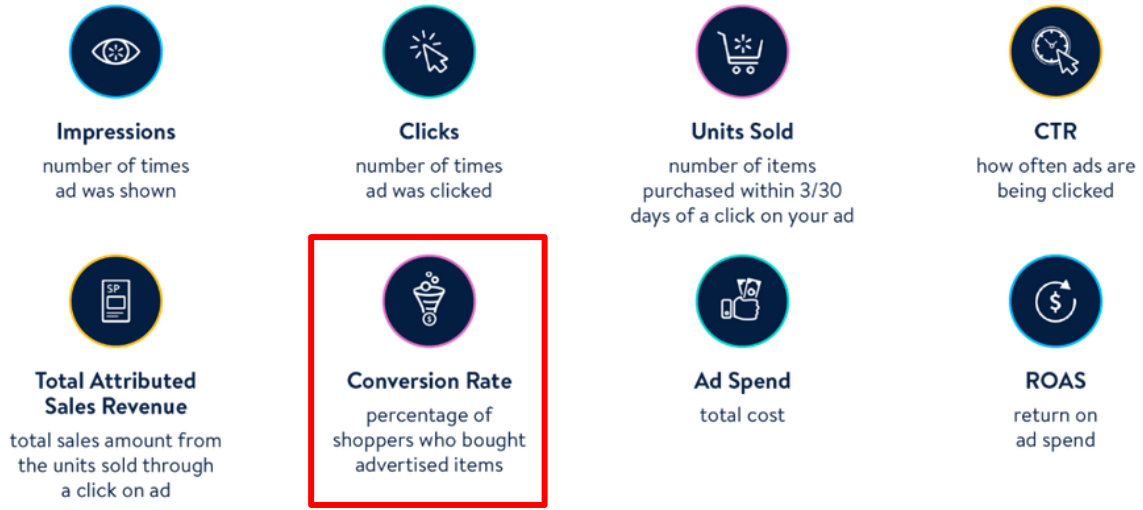 Impressions
number of times
ad was shown
Clicks
number of times
ad was clicked
Units Sold
number of items
purchased within 3/30
days of a click on your ad
CTR
how often ads are
being clicked
SP
Total Attributed
Sales Revenue
total sales amount from
the units sold through
a click on ad
$
Conversion Rate
percentage of
shoppers who bought
advertised items
Ad Spend
total cost
$
ROAS
return on
ad spend